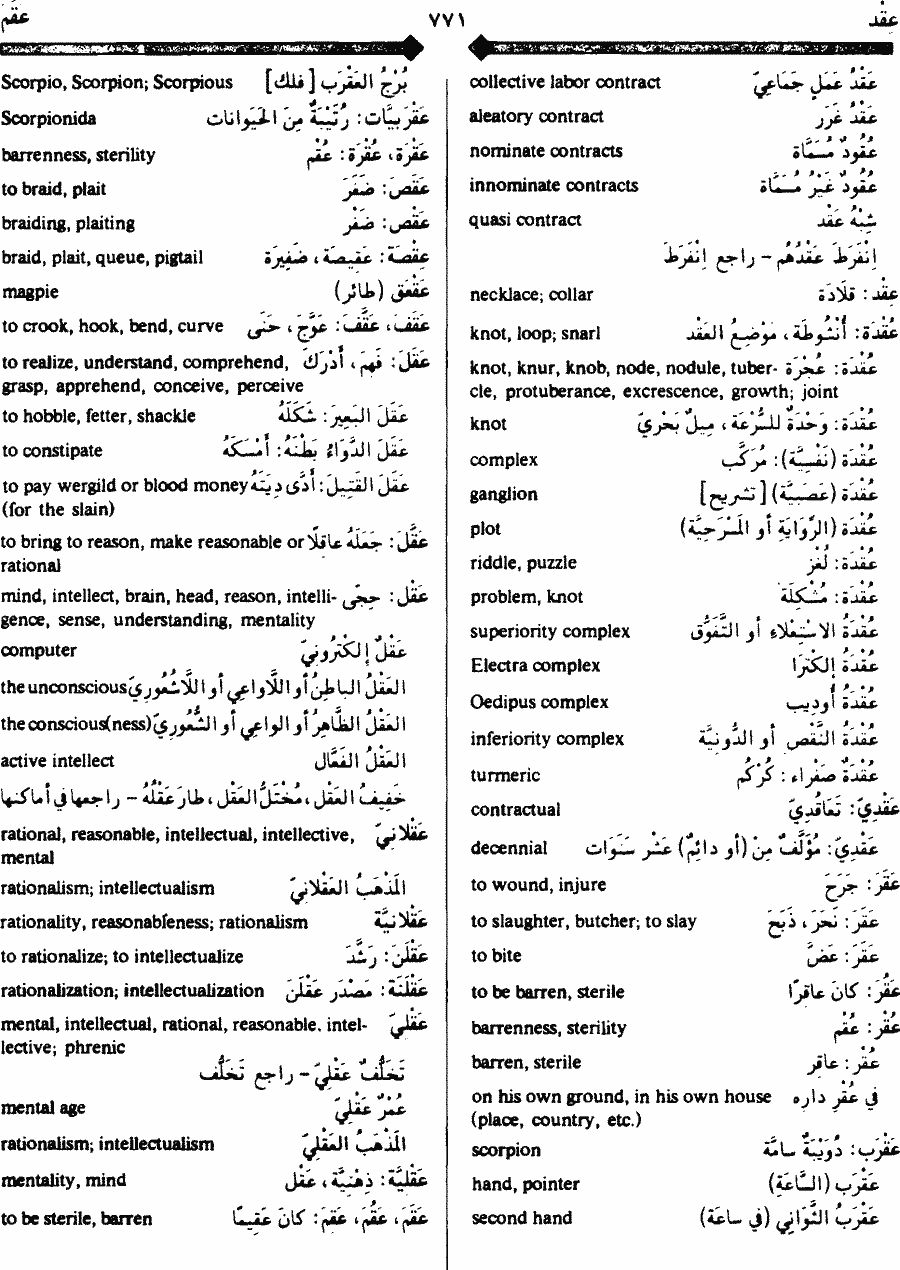 عقد
٧٧١
عقم
عَقْدُ عَمَلٍ جَمَاعِيّ collective labor contract
عَقْدُ غَرَر aleatory contract
عُقُودٌ مُسَمَّاة nominate contracts
عُقُودٌ غَيْرُ مُسَمَّاة innominate contracts
شِبْهُ عَقْد quasi contract
اِنْفَرَطَ عَقْدُهُم - راجع اِنْفَرَطَ
عِقْد: قِلَادَة necklace; collar
عُقْدَة: أُنْشُوطَة، مَوْضِعُ العَقْد knot, loop; snarl
عُقْدَة: عُجْرَة knot, knur, knob, node, nodule, tuber-
cle, protuberance, excrescence, growth; joint
عُقْدَة: وَحْدَةٌ للسُّرْعَة، مِيلٌ بَحْرِيّ knot
عُقْدَة (نَفْسِيَّة): مُرَكَّب complex
عُقْدَة (عَصَبِيَّة) [تشريح] ganglion
عُقْدَة (الرِّوَايَة أو المَسْرَحِيَّة) plot
عُقْدَة: لُغْز riddle, puzzle
عُقْدَة: مُشْكِلَة problem, knot
عُقْدَةُ الاسْتِعْلاء أو التَّفَوُّق superiority complex
عُقْدَةُ إلكْتْرَا Electra complex
عُقْدَةُ أوديب Oedipus complex
عُقْدَةُ النَّقْص أو الدُّونِيَّة inferiority complex
عُقْدَةٌ صَفْراء: كُرْكُم turmeric
عَقْدِيّ: تَعَاقُدِيّ contractual
عَقْدِيّ: مُؤَلَّفٌ مِنْ (أو دائِمٌ) عَشْر سَنَوَات decennial
عَقَرَ: جَرَحَ to wound, injure
عَقَرَ: نَحَرَ، ذَبَحَ to slaughter, butcher; to slay
عَقَرَ: عَضَّ to bite
عَقُرَ: كانَ عاقِرًا to be barren, sterile
عُقْر: عُقْم barrenness, sterility
عُقْر: عاقِر barren, sterile
في عُقْرِ دارِه on his own ground, in his own house
(place, country, etc.)
عَقْرَب: دُوَيْبَّةٌ سامَّة scorpion
عَقْرَب (السَّاعَة) hand, pointer
عَقْرَبُ الثَّوَانِي (في ساعَة) second hand
بُرْجُ العَقْرَب [فلك] Scorpio, Scorpion; Scorpious
عَقْرَبِيَّات: رُتَيْبَةٌ مِنَ الحَيَوانات Scorpionida
عَقْرَة، عُقْرَة: عُقْم barrenness, sterility
عَقَصَ: ضَفَرَ to braid, plait
عَقْص: ضَفْر braiding, plaiting
عِقْصَة: عَقِيصَة، ضَفِيرَة braid, plait, queue, pigtail
عَقْعَق (طائر) magpie
عَقَفَ، عَقَّفَ: عَوَّجَ، حَنَى to crook, hook, bend, curve
عَقَلَ: فَهِمَ، أَدْرَكَ to realize, understand, comprehend,
grasp, apprehend, conceive, perceive
عَقَلَ البَعِيرَ: شَكَلَهُ to hobble, fetter, shackle
عَقَلَ الدَّوَاءُ بَطْنَهُ: أَمْسَكَهُ to constipate
عَقَلَ القَتِيلَ: أَدَّى دِيَتَهُ to pay wergild or blood money
(for the slain)
عَقَّلَ: جَعَلَهُ عاقِلاً to bring to reason, make reasonable or
rational
عَقْل: حِجًى mind, intellect, brain, head, reason, intelli-
gence, sense, understanding, mentality
عَقْلٌ إلِكْتُرُونِيّ computer
العَقْلُ الباطِنُ أو اللَّاواعِي أو اللَّاشُعُورِيّ the unconscious
العَقْلُ الظَّاهِرُ أو الواعِي أو الشُّعُورِيّ the conscious(ness)
العَقْلُ الفَعَّال active intellect
خَفِيفُ العَقْل، مُخْتَلُّ العَقْل، طارَ عَقْلُهُ - راجعها في أماكنها
عَقْلانِيّ rational, reasonable, intellectual, intellective,
mental
المَذْهَبُ العَقْلانِيّ rationalism; intellectualism
عَقْلانِيَّة rationality, reasonableness; rationalism
عَقْلَنَ: رَشَّدَ to rationalize; to intellectualize
عَقْلَنَة: مَصْدَر عَقْلَنَ rationalization; intellectualization
عَقْلِيّ mental, intellectual, rational, reasonable, intel-
lective; phrenic
تَخَلُّفٌ عَقْلِيّ - راجع تَخَلُّف
عُمْرٌ عَقْلِيّ mental age
المَذْهَبُ العَقْلِيّ rationalism; intellectualism
عَقْلِيَّة: ذِهْنِيَّة، عَقْل mentality, mind
عَقَمَ، عَقُمَ، عَقِمَ: كانَ عَقِيمًا to be sterile, barren